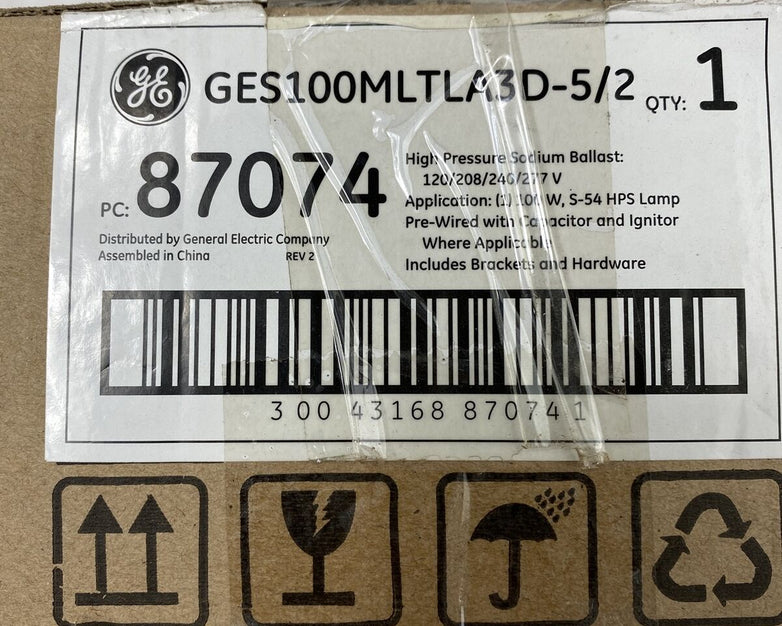 GE
GES100MLTLA3D-5/2 QTY: 1
PC: 87074
High Pressure Sodium Ballast:
120/208/240/277 V
Application: (1) 100 W, S-54 HPS Lamp
Pre-Wired with Capacitor and Ignitor
Where Applicable
Includes Brackets and Hardware
Distributed by General Electric Company
Assembled in China REV 2
3 00 43168 87074 1